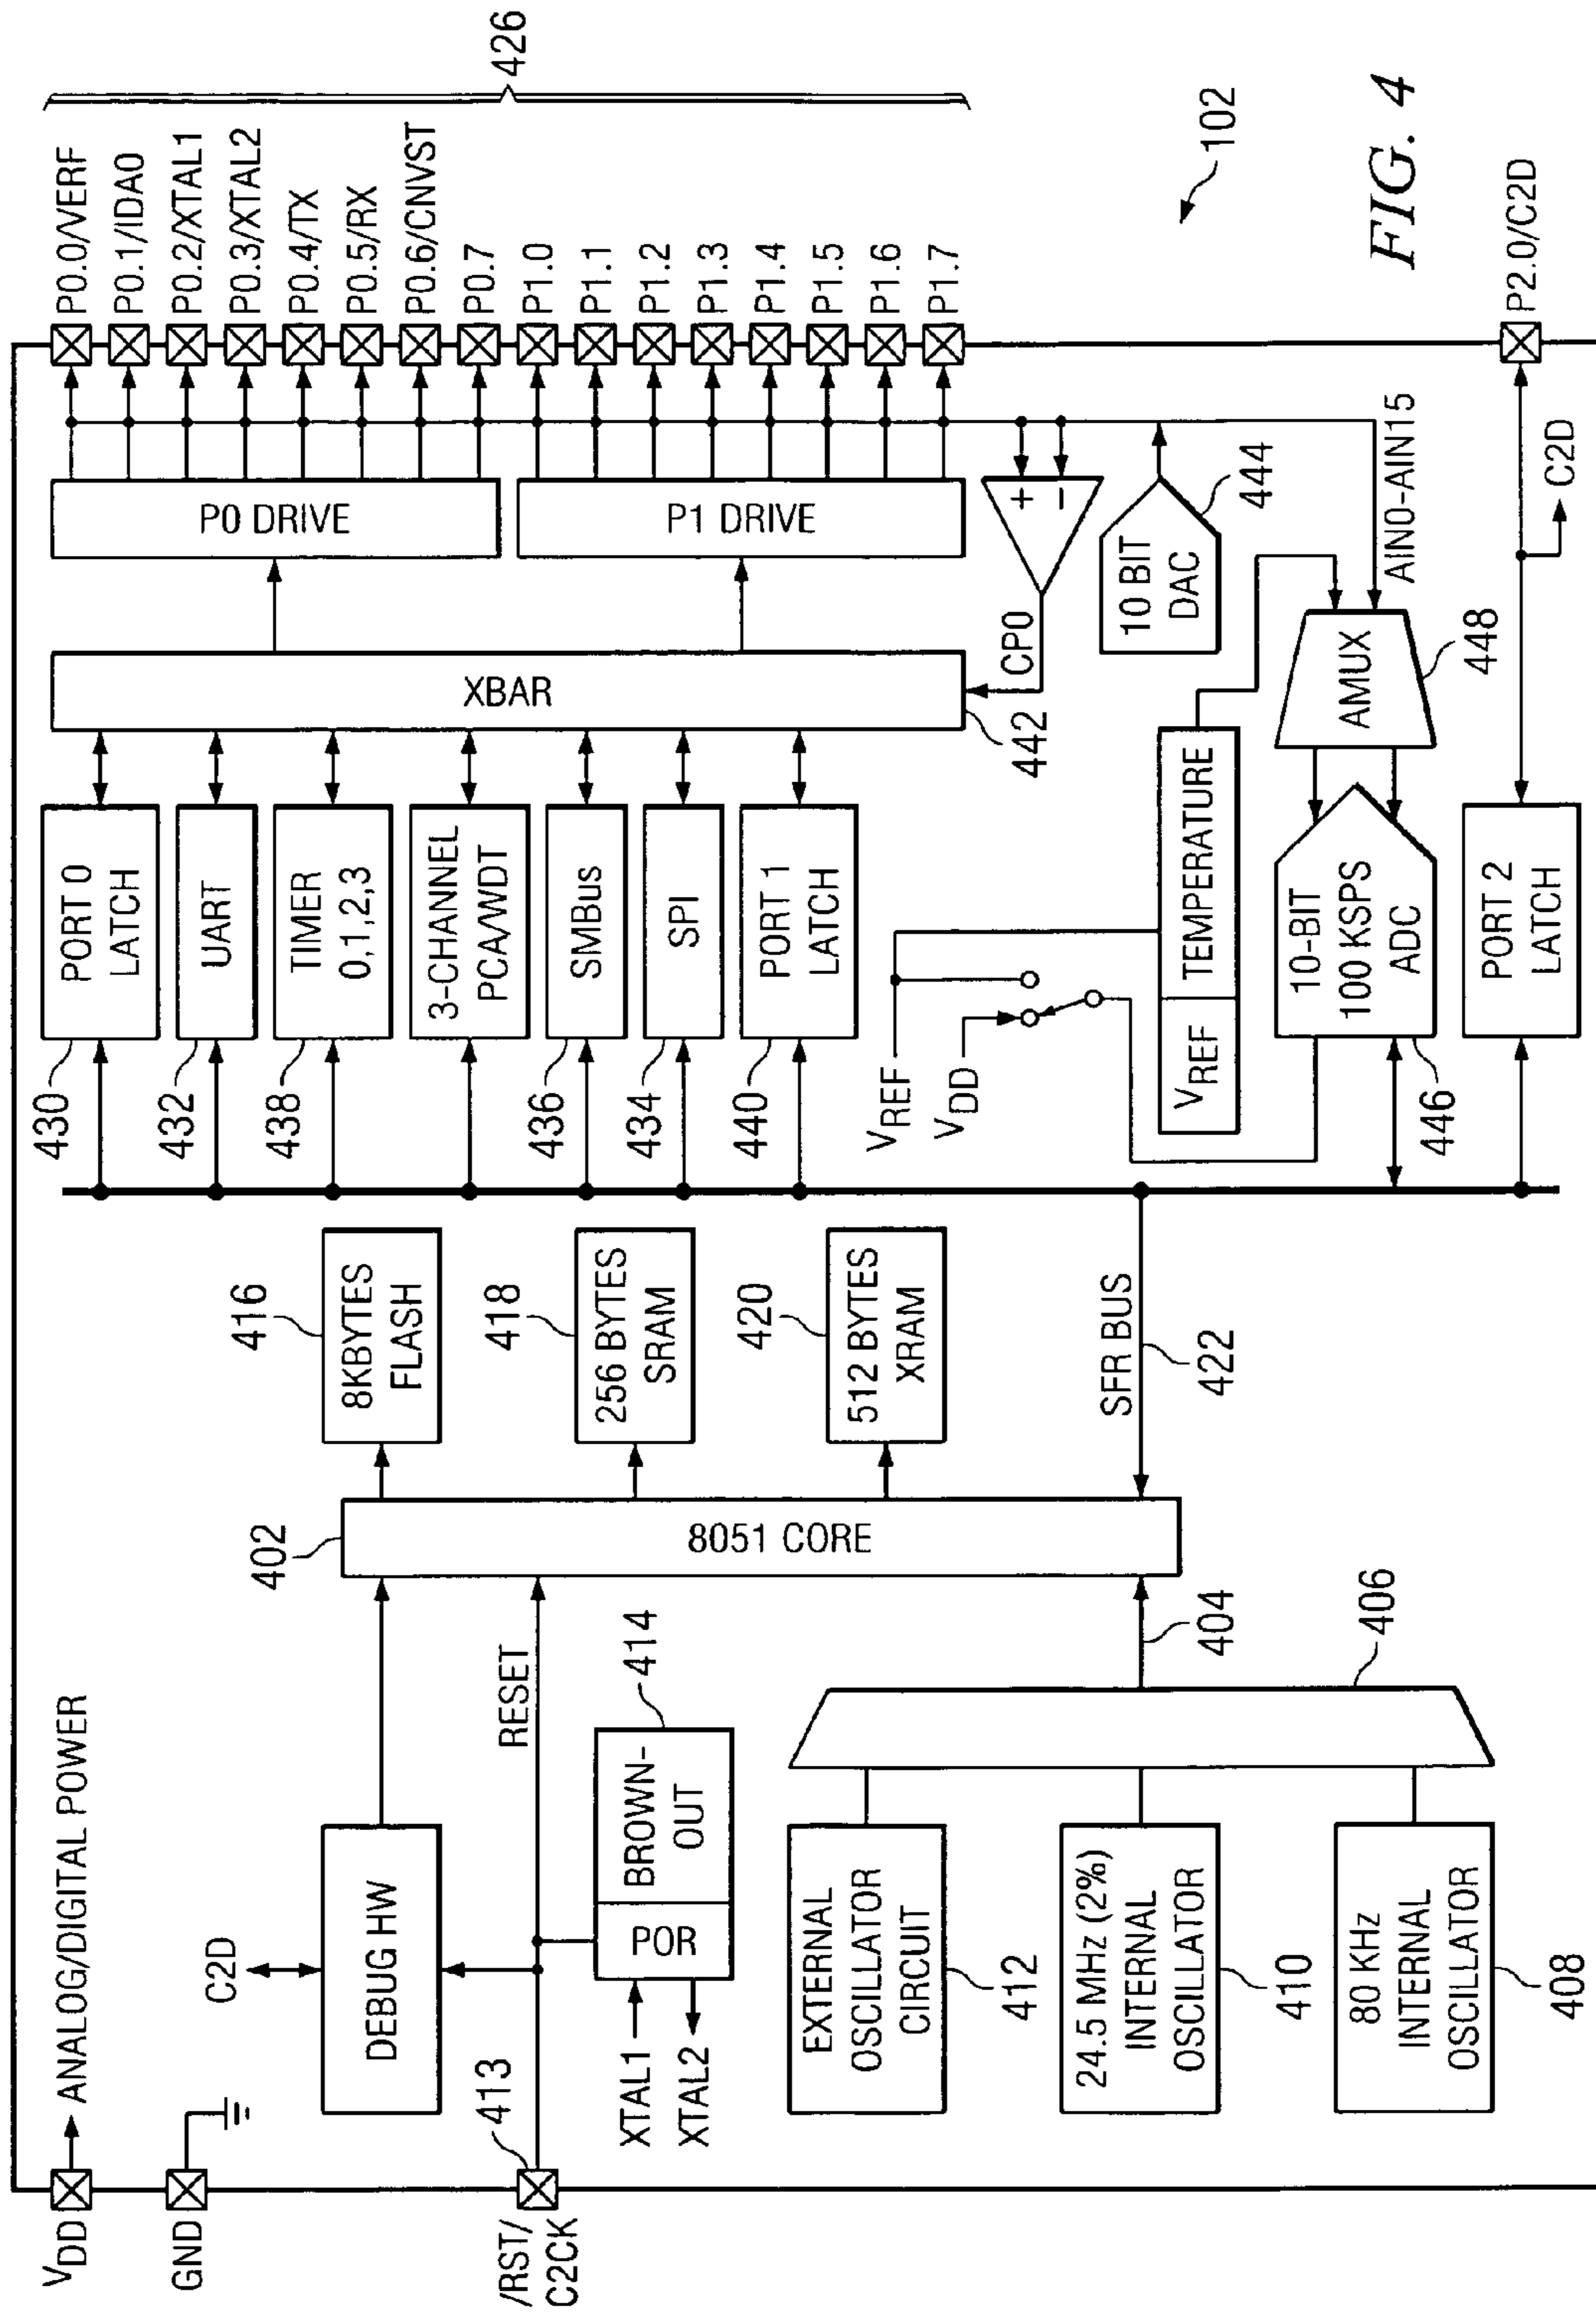 VDD
ANALOG/DIGITAL POWER
GND
/RST/
C2CK
413
C2D
DEBUG HW
RESET
XTAL1
XTAL2
POR
BROWN-
OUT
414
EXTERNAL
OSCILLATOR
CIRCUIT
412
24.5 MHz (2%)
INTERNAL
OSCILLATOR
410
80 KHz
INTERNAL
OSCILLATOR
408
406
404
402
8051 CORE
416
8KBYTES
FLASH
418
256 BYTES
SRAM
420
512 BYTES
XRAM
SFR BUS
422
430
PORT 0
LATCH
432
UART
438
TIMER
0,1,2,3
3-CHANNEL
PCA/WDT
436
SMBus
434
SPI
440
PORT 1
LATCH
VREF
VDD
VREF
TEMPERATURE
10-BIT
100 KSPS
ADC
446
PORT 2
LATCH
XBAR
442
CP0
+
−
P0 DRIVE
P1 DRIVE
10 BIT
DAC
444
AMUX
448
AIN0-AIN15
C2D
P0.0/VERF
P0.1/IDA0
P0.2/XTAL1
P0.3/XTAL2
P0.4/TX
P0.5/RX
P0.6/CNVST
P0.7
P1.0
P1.1
P1.2
P1.3
P1.4
P1.5
P1.6
P1.7
P2.0/C2D
426
102
FIG. 4